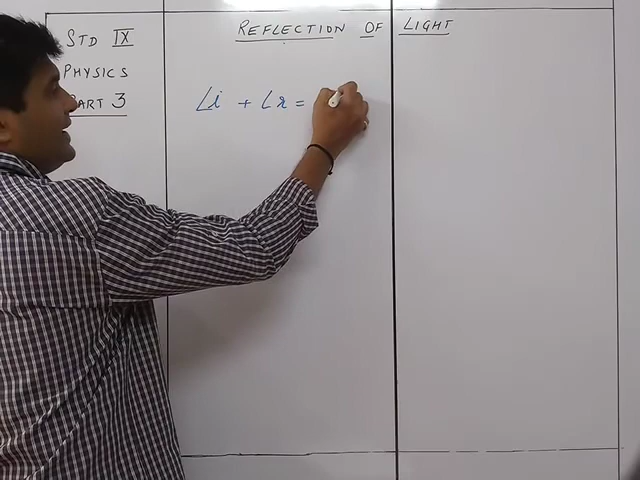 STD IX
PHYSICS
PART 3
REFLECTION OF LIGHT
∠i + ∠r =